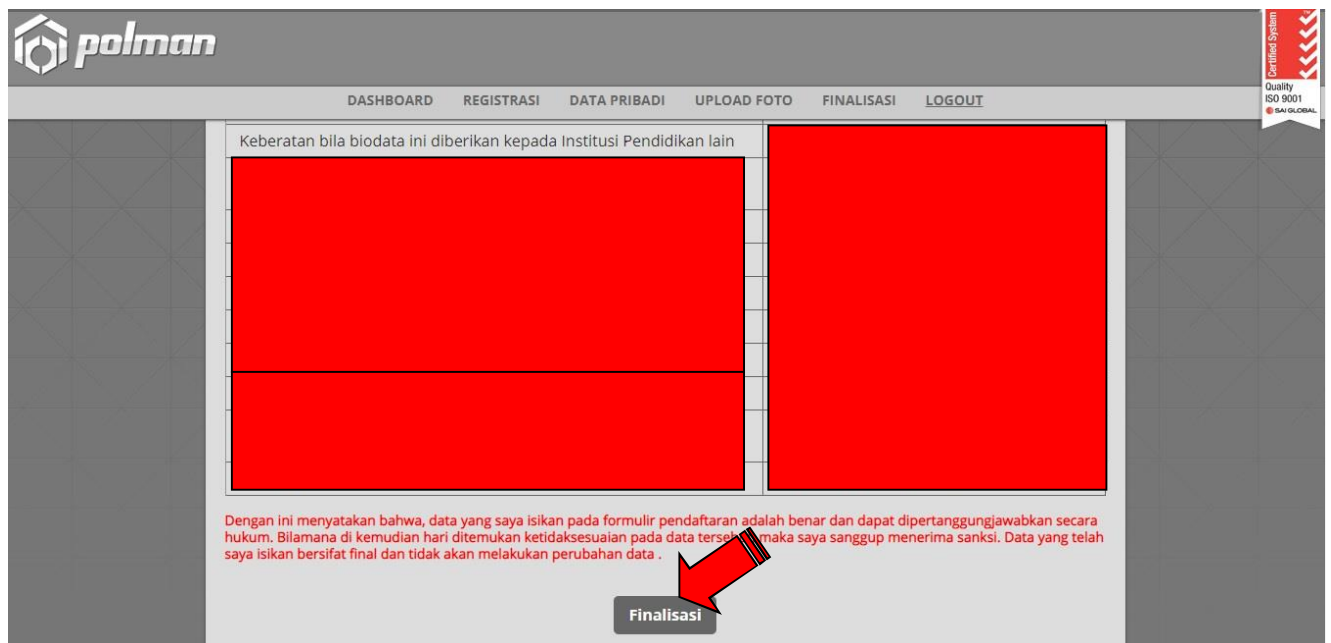 polman
Certified System
Quality
ISO 9001
SAI GLOBAL
DASHBOARD REGISTRASI DATA PRIBADI UPLOAD FOTO FINALISASI LOGOUT
Keberatan bila biodata ini diberikan kepada Institusi Pendidikan lain
Dengan ini menyatakan bahwa, data yang saya isikan pada formulir pendaftaran adalah benar dan dapat dipertanggungjawabkan secara
hukum. Bilamana di kemudian hari ditemukan ketidaksesuaian pada data maka saya sanggup menerima sanksi. Data yang telah
saya isikan bersifat final dan tidak akan melakukan perubahan data .
Finalisasi